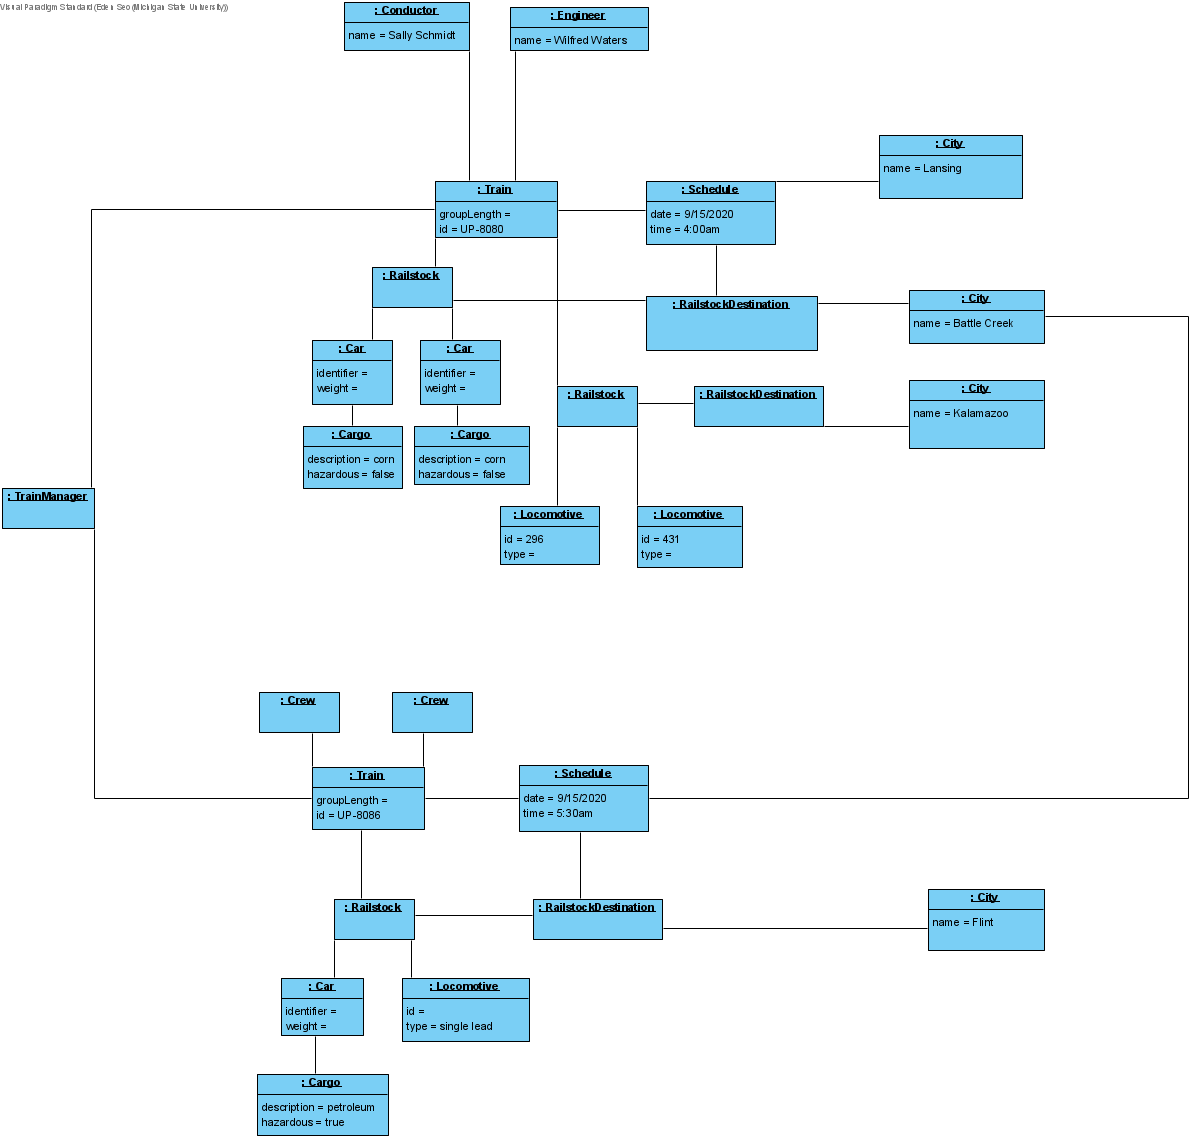 Visual Paradigm Standard (Eden Seo (Michigan State University))
: Conductor
name = Sally Schmidt
: Engineer
name = Wilfred Waters
: City
name = Lansing
: Train
groupLength =
id = UP-8080
: Schedule
date = 9/15/2020
time = 4:00am
: Railstock
: RailstockDestination
: City
name = Battle Creek
: Car
identifier =
weight =
: Car
identifier =
weight =
: Railstock
: RailstockDestination
: City
name = Kalamazoo
: Cargo
description = corn
hazardous = false
: Cargo
description = corn
hazardous = false
: TrainManager
: Locomotive
id = 296
type =
: Locomotive
id = 431
type =
: Crew
: Crew
: Train
groupLength =
id = UP-8086
: Schedule
date = 9/15/2020
time = 5:30am
: Railstock
: RailstockDestination
: City
name = Flint
: Car
identifier =
weight =
: Locomotive
id =
type = single lead
: Cargo
description = petroleum
hazardous = true